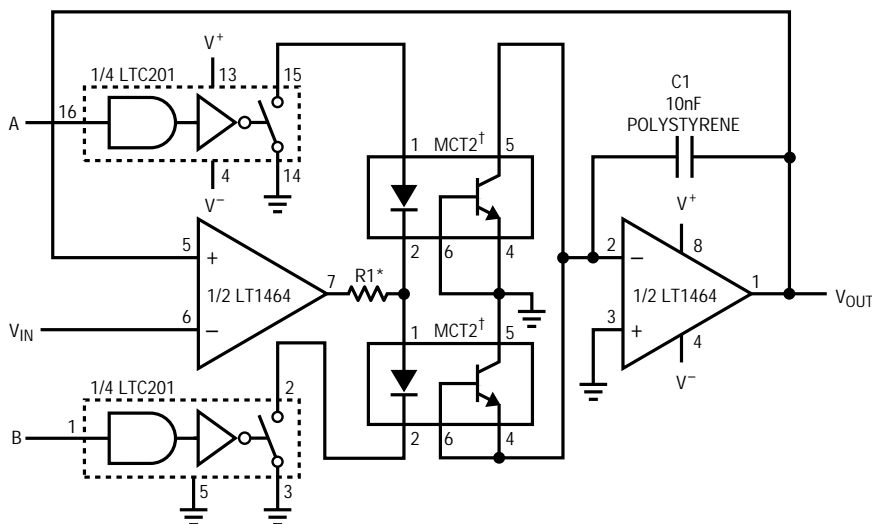 V+
1/4 LTC201
13
15
C1
10nF
POLYSTYRENE
A
16
1
MCT2†
5
4
14
V–
V+
2
6
4
5
+
7
R1*
2
–
8
1/2 LT1464
1/2 LT1464
1
VOUT
VIN
6
–
1
MCT2†
5
3
+
4
V–
1/4 LTC201
2
B
1
2
6
4
5
3